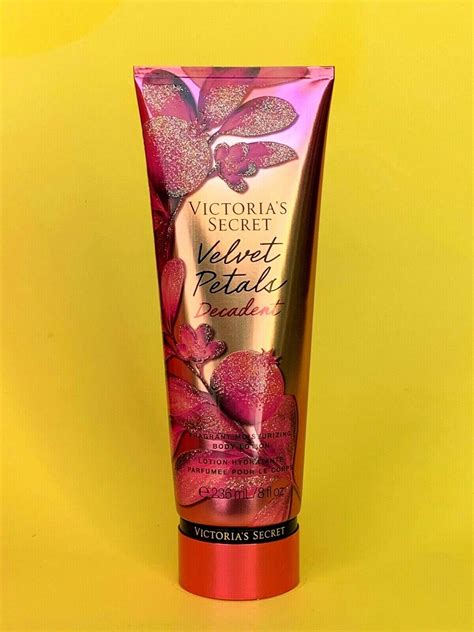 VICTORIA'S
SECRET
Velvet
Petals
Decadent
FRAGRANT MOISTURIZING
BODY LOTION
LOTION HYDRATANTE
PARFUMÉE POUR LE CORPS
℮ 236 mL/8 fl oz
VICTORIA'S SECRET